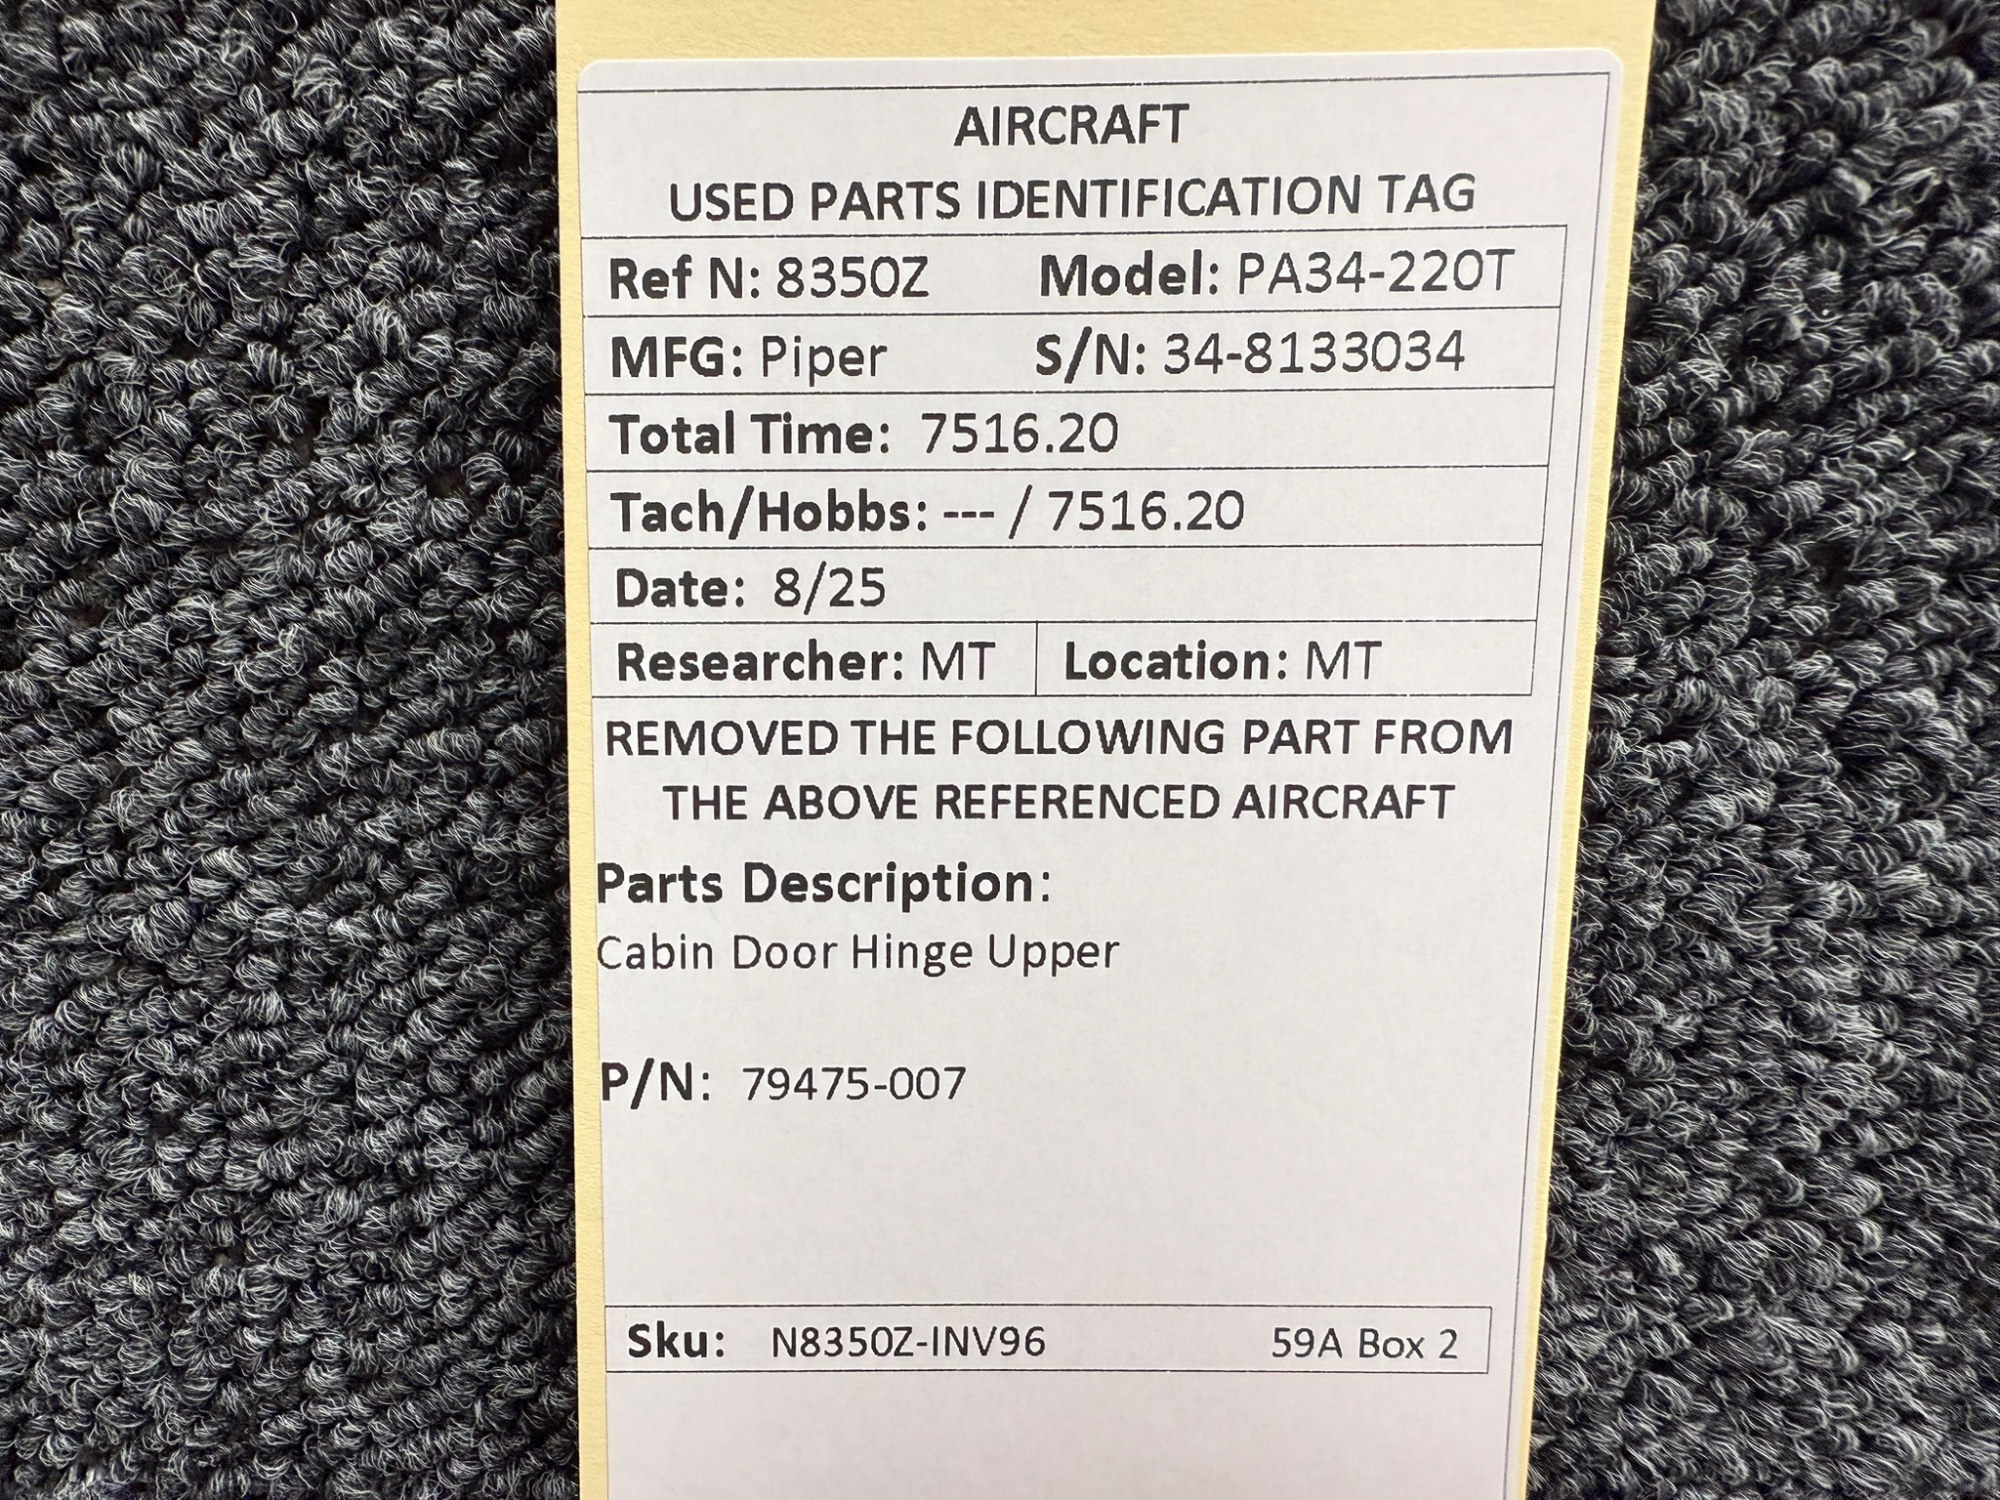 AIRCRAFT
USED PARTS IDENTIFICATION TAG
Ref N: 8350Z Model: PA34-220T
MFG: Piper S/N: 34-8133034
Total Time: 7516.20
Tach/Hobbs: --- / 7516.20
Date: 8/25
Researcher: MT Location: MT
REMOVED THE FOLLOWING PART FROM
THE ABOVE REFERENCED AIRCRAFT
Parts Description:
Cabin Door Hinge Upper
P/N: 79475-007
Sku: N8350Z-INV96 59A Box 2